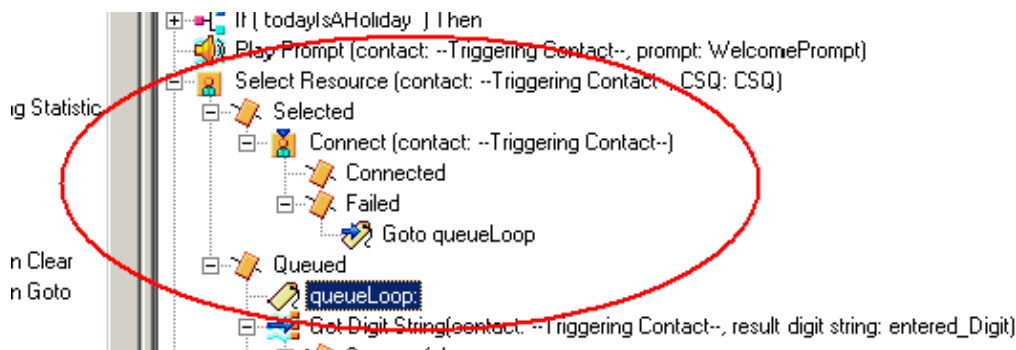 If ( todayIsAHoliday ) Then
Play Prompt (contact: --Triggering Contact--, prompt: WelcomePrompt)
Select Resource (contact: --Triggering Contact--, CSQ: CSQ)
ng Statistic
Selected
Connect (contact: --Triggering Contact--)
Connected
Failed
Goto queueLoop
n Clear
Queued
n Goto
queueLoop:
Get Digit String(contact: --Triggering Contact--, result digit string: entered_Digit)